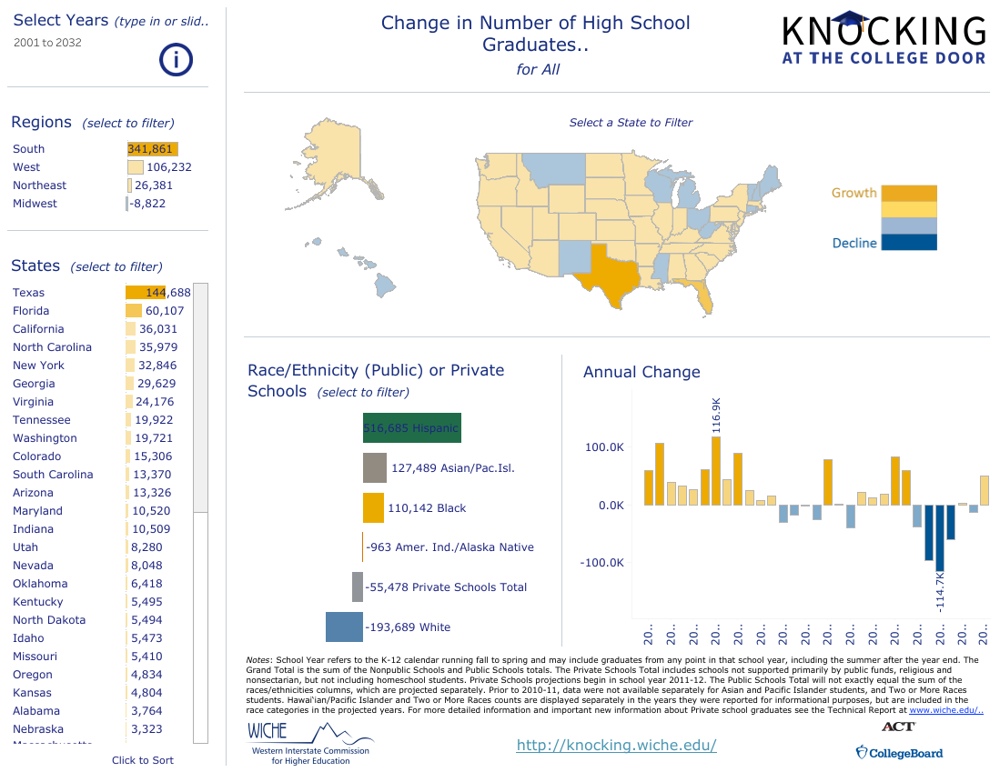 Select Years (type in or slid..
2001 to 2032
Change in Number of High School
Graduates..
for All
KNOCKING
AT THE COLLEGE DOOR
Regions (select to filter)
South 341,861
West 106,232
Northeast 26,381
Midwest -8,822
Select a State to Filter
Growth
Decline
States (select to filter)
Texas 144,688
Florida 60,107
California 36,031
North Carolina 35,979
New York 32,846
Georgia 29,629
Virginia 24,176
Tennessee 19,922
Washington 19,721
Colorado 15,306
South Carolina 13,370
Arizona 13,326
Maryland 10,520
Indiana 10,509
Utah 8,280
Nevada 8,048
Oklahoma 6,418
Kentucky 5,495
North Dakota 5,494
Idaho 5,473
Missouri 5,410
Oregon 4,834
Kansas 4,804
Alabama 3,764
Nebraska 3,323
Click to Sort
Race/Ethnicity (Public) or Private
Schools (select to filter)
516,685 Hispanic
127,489 Asian/Pac.Isl.
110,142 Black
-963 Amer. Ind./Alaska Native
-55,478 Private Schools Total
-193,689 White
Annual Change
116.9K
100.0K
0.0K
-100.0K
-114.7K
20.. 20.. 20.. 20.. 20.. 20.. 20.. 20.. 20.. 20.. 20.. 20.. 20.. 20.. 20.. 20..
Notes: School Year refers to the K-12 calendar running fall to spring and may include graduates from any point in that school year, including the summer after the year end. The
Grand Total is the sum of the Nonpublic Schools and Public Schools totals. The Private Schools Total includes schools not supported primarily by public funds, religious and
nonsectarian, but not including homeschool students. Private Schools projections begin in school year 2011-12. The Public Schools Total will not exactly equal the sum of the
races/ethnicities columns, which are projected separately. Prior to 2010-11, data were not available separately for Asian and Pacific Islander students, and Two or More Races
students. Hawai'ian/Pacific Islander and Two or More Races counts are displayed separately in the years they were reported for informational purposes, but are included in the
race categories in the projected years. For more detailed information and important new information about Private school graduates see the Technical Report at www.wiche.edu/..
WICHE
Western Interstate Commission
for Higher Education
http://knocking.wiche.edu/
ACT
CollegeBoard